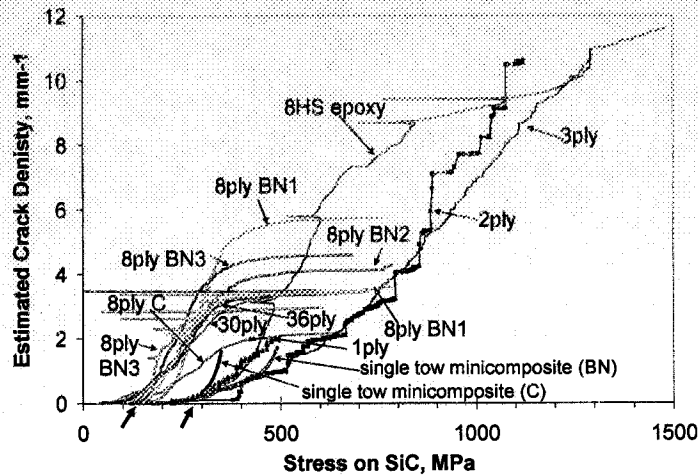 12
10
8
6
4
2
0
Estimated Crack Denisty, mm-1
8HS epoxy
3ply
8ply BN1
2ply
8ply BN2
8ply BN3
8ply C
30ply
36ply
8ply BN1
8ply
BN3
1ply
single tow minicomposite (BN)
single tow minicomposite (C)
0
500
1000
1500
Stress on SiC, MPa